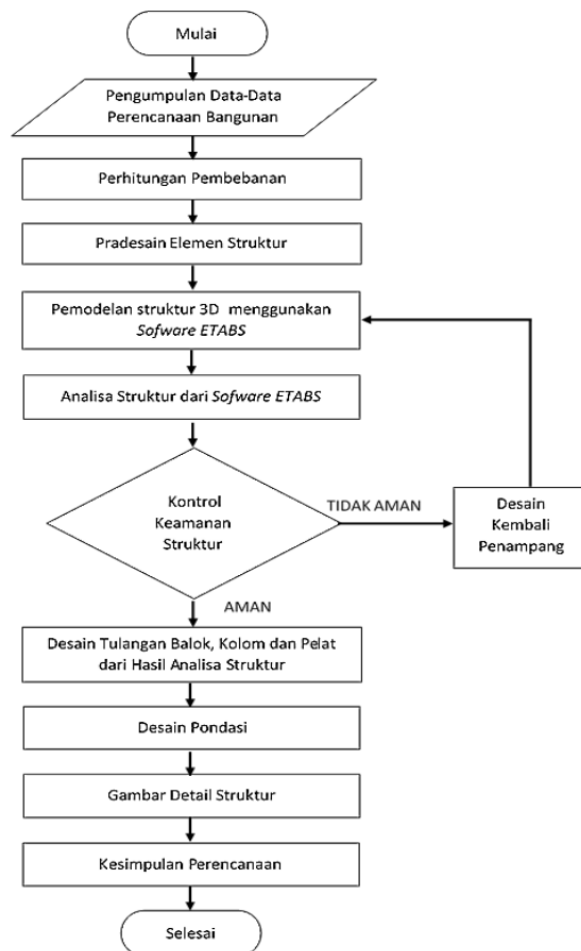 Mulai
Pengumpulan Data-Data
Perencanaan Bangunan
Perhitungan Pembebanan
Pradesain Elemen Struktur
Pemodelan struktur 3D menggunakan
Sofware ETABS
Analisa Struktur dari Sofware ETABS
Kontrol
Keamanan
Struktur
TIDAK AMAN
Desain
Kembali
Penampang
AMAN
Desain Tulangan Balok, Kolom dan Pelat
dari Hasil Analisa Struktur
Desain Pondasi
Gambar Detail Struktur
Kesimpulan Perencanaan
Selesai